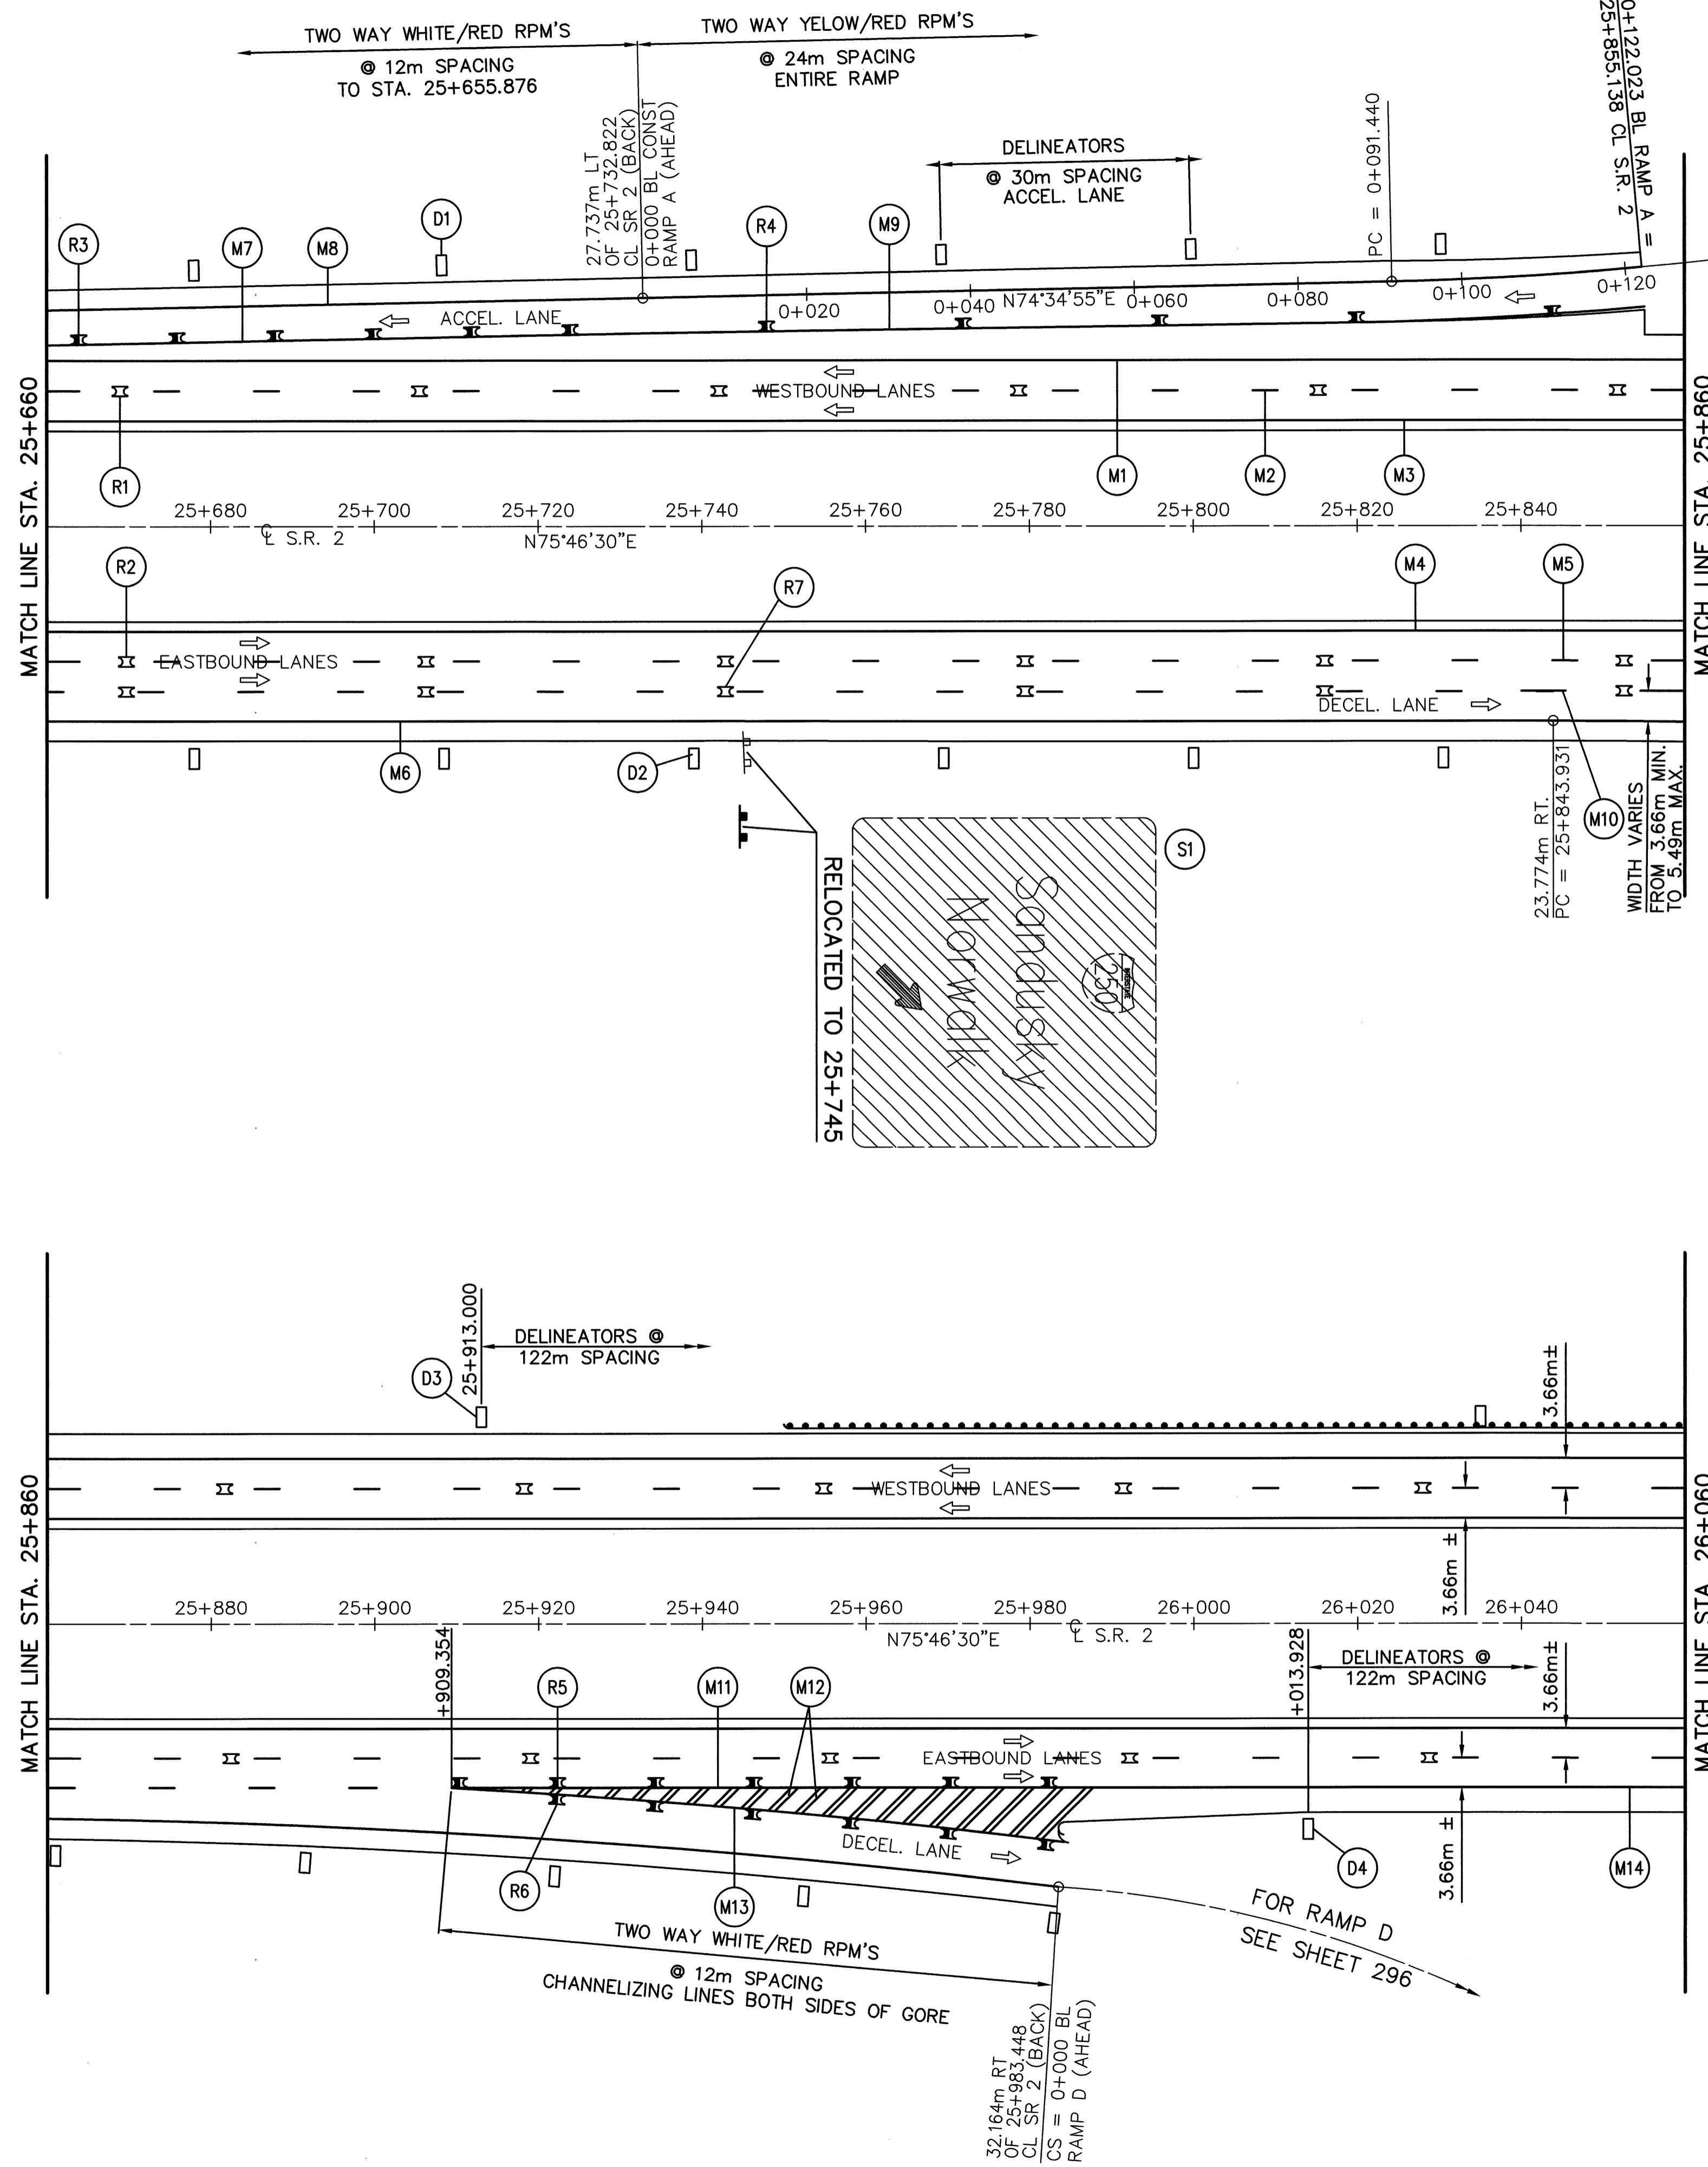 TWO WAY WHITE/RED RPM'S
@ 12m SPACING
TO STA. 25+655.876
TWO WAY YELOW/RED RPM'S
@ 24m SPACING
ENTIRE RAMP
27.737m LT
OF 25+732.822
CL SR 2 (BACK)
0+000 BL CONST
RAMP A (AHEAD)
DELINEATORS
@ 30m SPACING
ACCEL. LANE
PC = 0+091.440
0+122.023 BL RAMP A =
25+855.138 CL S.R. 2
R3
M7
M8
D1
R4
M9
ACCEL. LANE
0+020
0+040
N74°34'55"E
0+060
0+080
0+100
0+120
MATCH LINE STA. 25+660
MATCH LINE STA. 25+860
WESTBOUND LANES
R1
M1
M2
M3
25+680
25+700
25+720
25+740
25+760
25+780
25+800
25+820
25+840
℄ S.R. 2
N75°46'30"E
R2
R7
M4
M5
EASTBOUND LANES
DECEL. LANE
M6
D2
M10
23.774m RT.
PC = 25+843.931
WIDTH VARIES
FROM 3.66m MIN.
TO 5.49m MAX.
RELOCATED TO 25+745
S1
250
Sandusky
Norwalk
25+913.000
DELINEATORS @
122m SPACING
D3
3.66m±
MATCH LINE STA. 25+860
MATCH LINE STA. 26+060
WESTBOUND LANES
3.66m ±
25+880
25+900
25+920
25+940
25+960
25+980
26+000
26+020
26+040
N75°46'30"E
℄ S.R. 2
+909.354
R5
M11
M12
+013.928
DELINEATORS @
122m SPACING
3.66m±
EASTBOUND LANES
DECEL. LANE
3.66m ±
R6
M13
D4
M14
TWO WAY WHITE/RED RPM'S
@ 12m SPACING
CHANNELIZING LINES BOTH SIDES OF GORE
FOR RAMP D
SEE SHEET 296
32.164m RT
OF 25+983.448
CL SR 2 (BACK)
CS = 0+000 BL
RAMP D (AHEAD)